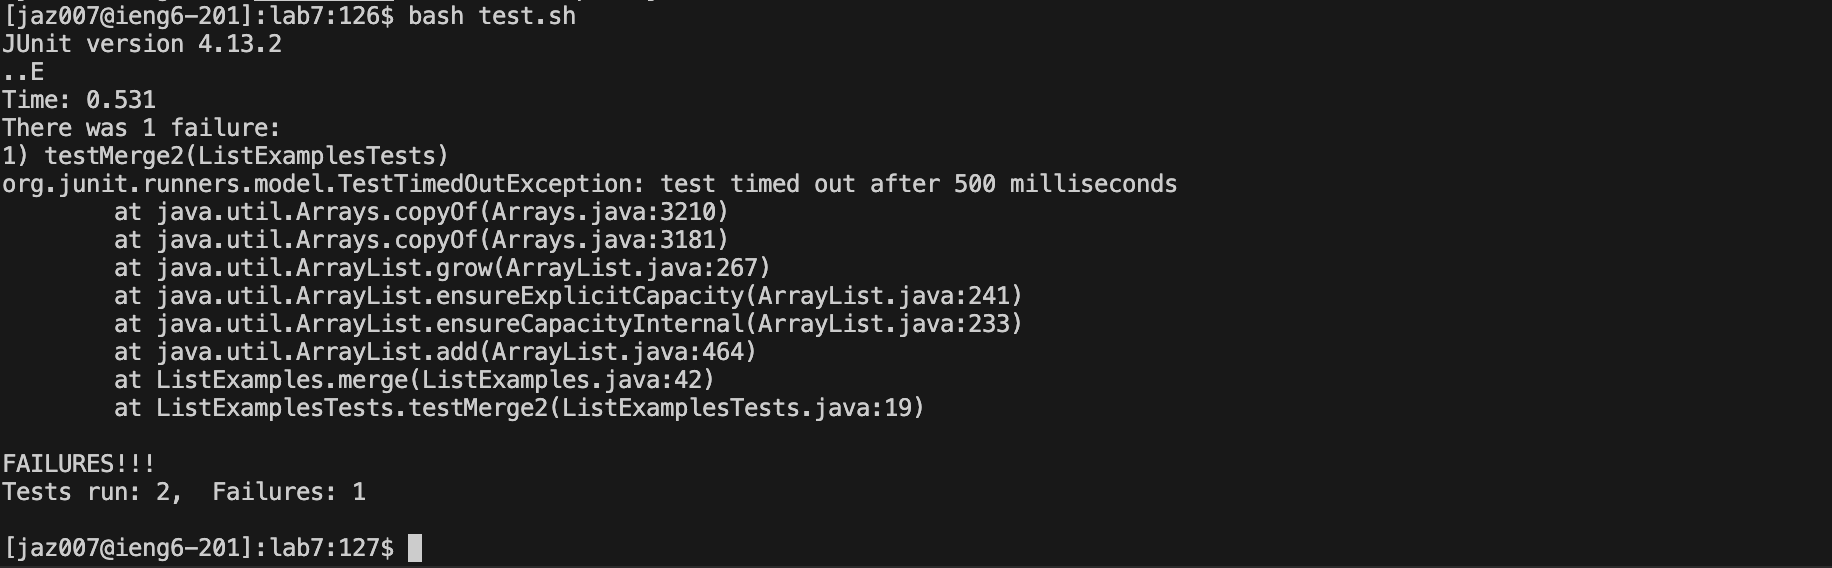 [jaz007@ieng6-201]:lab7:126$ bash test.sh
JUnit version 4.13.2
..E
Time: 0.531
There was 1 failure:
1) testMerge2(ListExamplesTests)
org.junit.runners.model.TestTimedOutException: test timed out after 500 milliseconds
        at java.util.Arrays.copyOf(Arrays.java:3210)
        at java.util.Arrays.copyOf(Arrays.java:3181)
        at java.util.ArrayList.grow(ArrayList.java:267)
        at java.util.ArrayList.ensureExplicitCapacity(ArrayList.java:241)
        at java.util.ArrayList.ensureCapacityInternal(ArrayList.java:233)
        at java.util.ArrayList.add(ArrayList.java:464)
        at ListExamples.merge(ListExamples.java:42)
        at ListExamplesTests.testMerge2(ListExamplesTests.java:19)

FAILURES!!!
Tests run: 2,  Failures: 1

[jaz007@ieng6-201]:lab7:127$